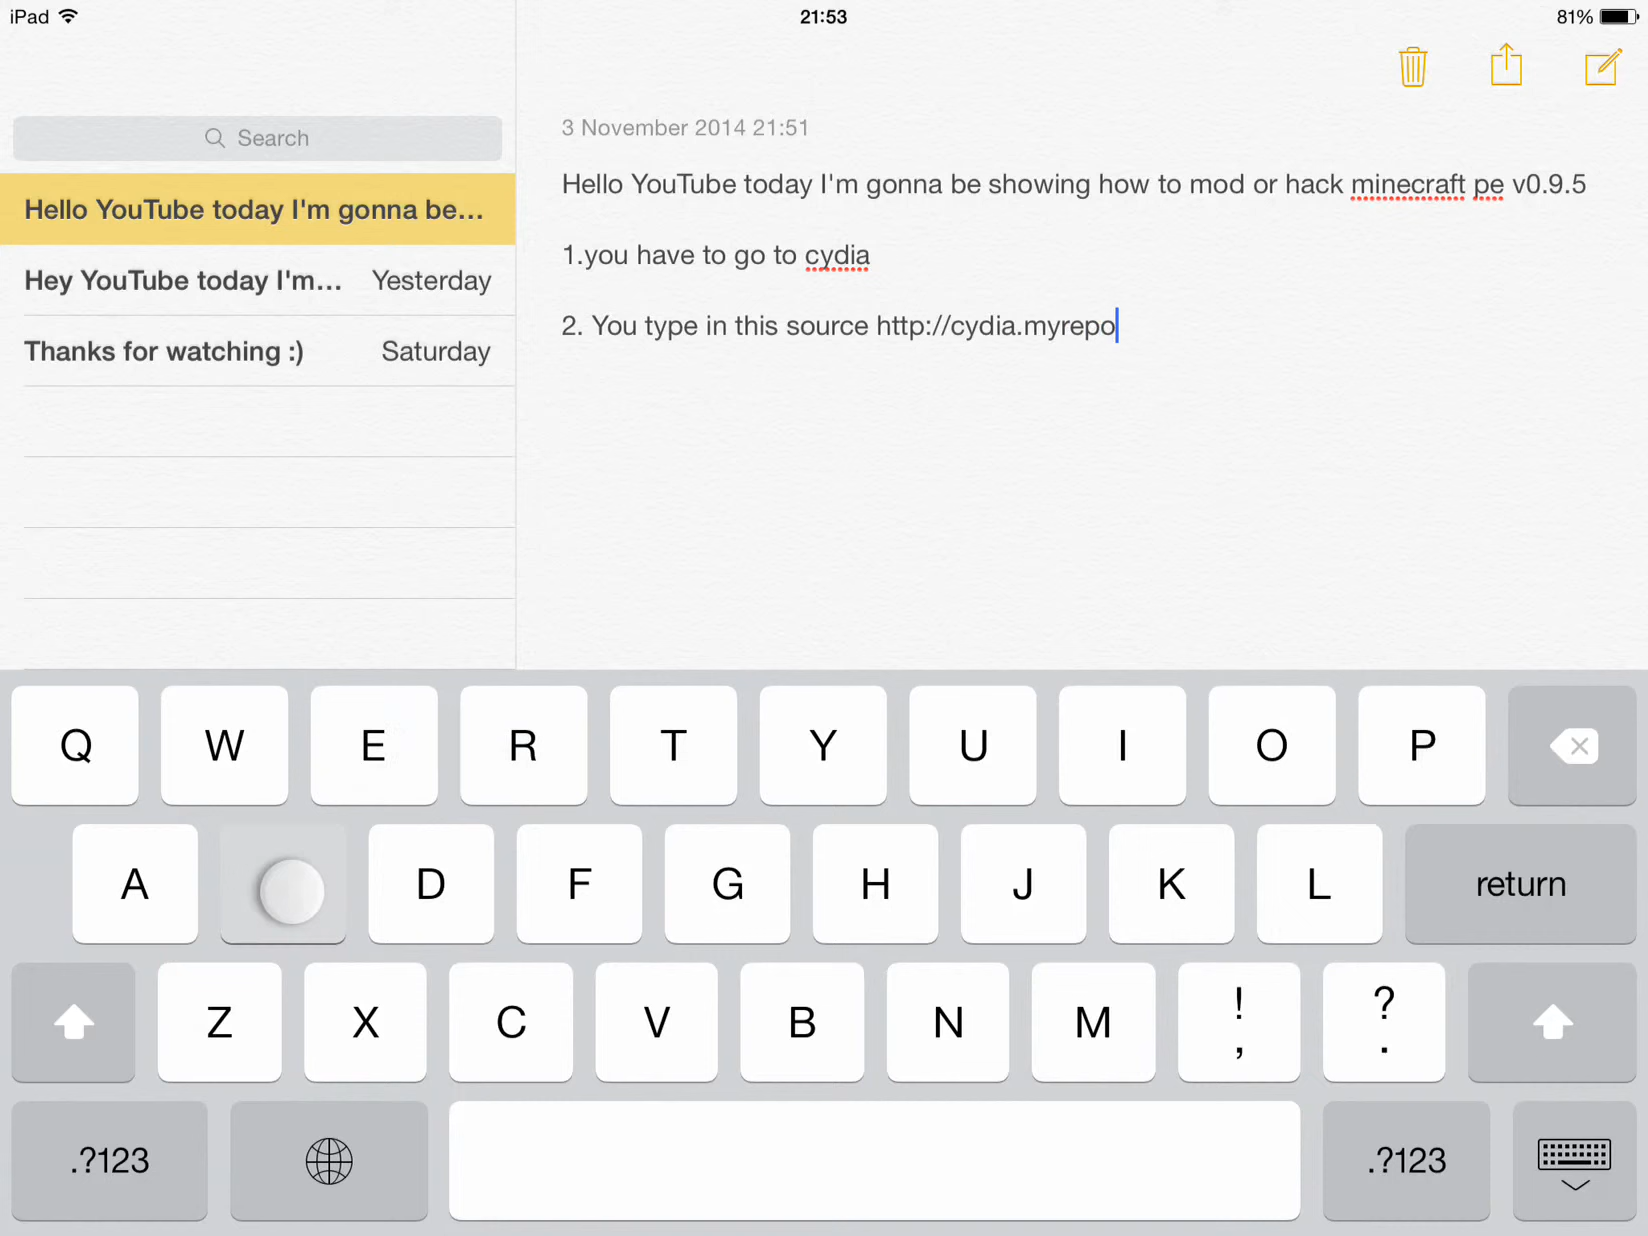 iPad
21:53
81%
Search
Hello YouTube today I'm gonna be...
Hey YouTube today I'm... Yesterday
Thanks for watching :) Saturday
3 November 2014 21:51
Hello YouTube today I'm gonna be showing how to mod or hack minecraft pe v0.9.5
1.you have to go to cydia
2. You type in this source http://cydia.myrepo
Q W E R T Y U I O P
A D F G H J K L return
Z X C V B N M ! , ? .
.?123 .?123